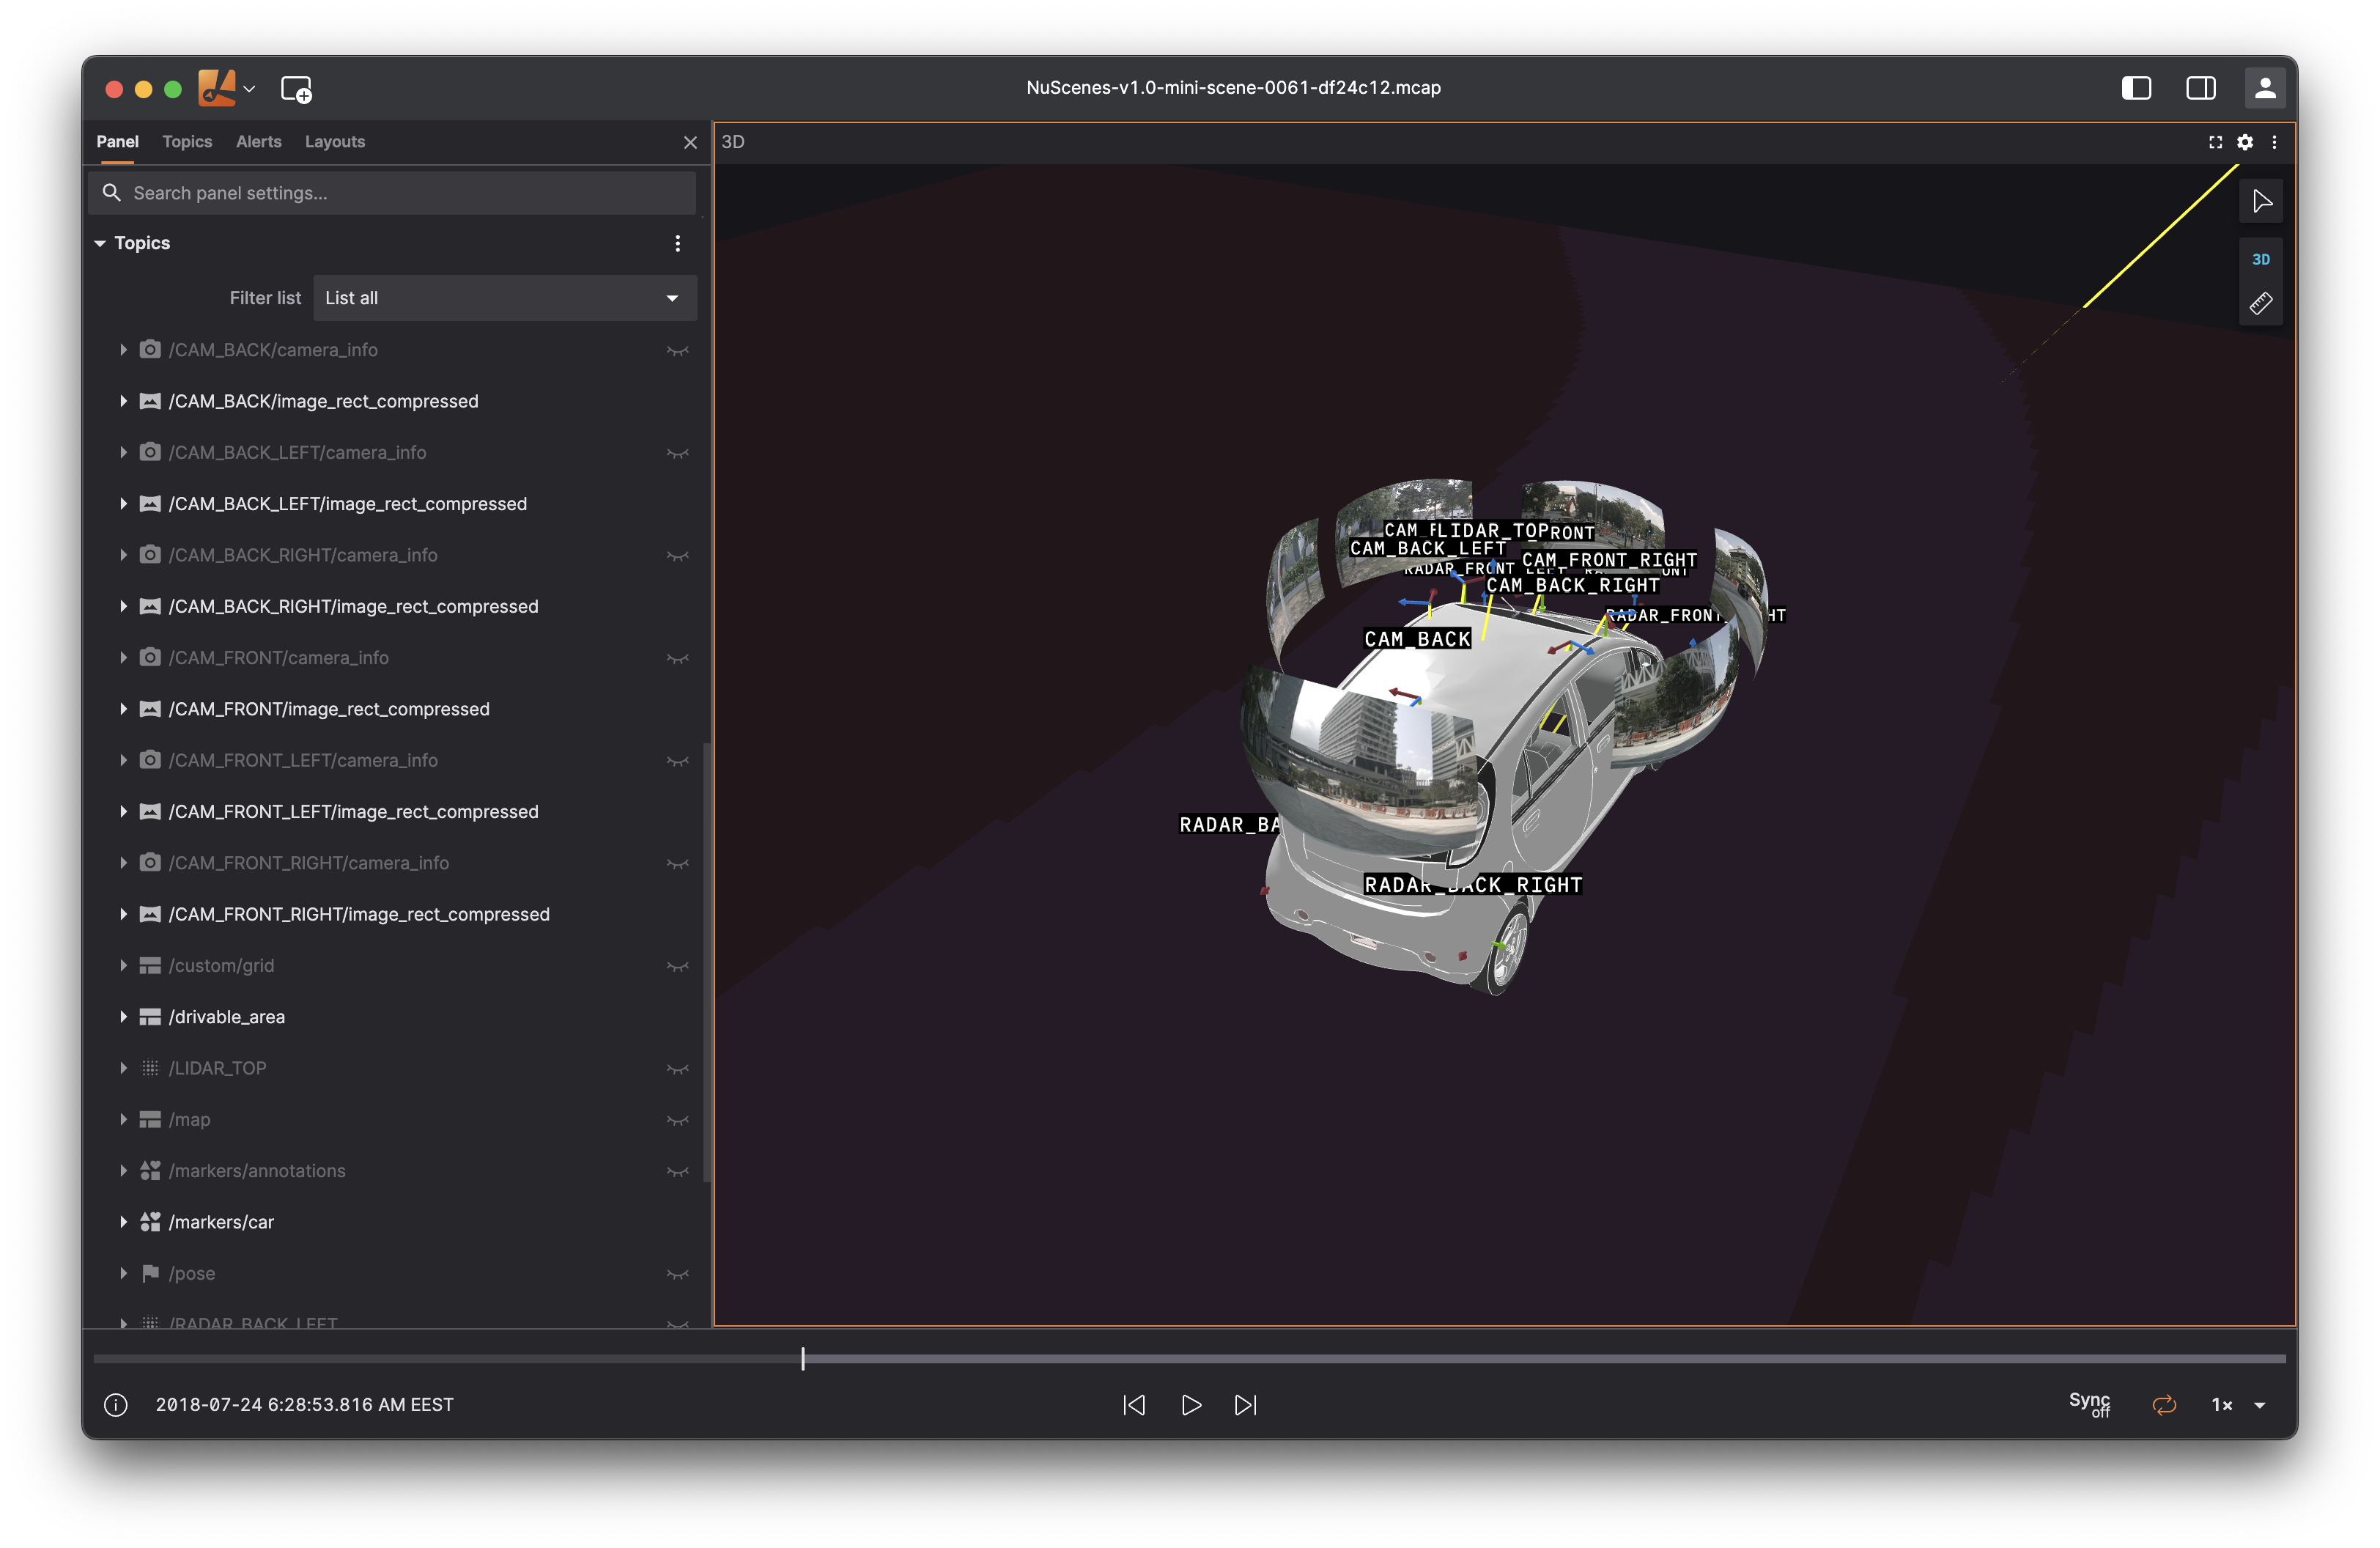 NuScenes-v1.0-mini-scene-0061-df24c12.mcap
Panel Topics Alerts Layouts
Search panel settings...
Topics
Filter list List all
/CAM_BACK/camera_info
/CAM_BACK/image_rect_compressed
/CAM_BACK_LEFT/camera_info
/CAM_BACK_LEFT/image_rect_compressed
/CAM_BACK_RIGHT/camera_info
/CAM_BACK_RIGHT/image_rect_compressed
/CAM_FRONT/camera_info
/CAM_FRONT/image_rect_compressed
/CAM_FRONT_LEFT/camera_info
/CAM_FRONT_LEFT/image_rect_compressed
/CAM_FRONT_RIGHT/camera_info
/CAM_FRONT_RIGHT/image_rect_compressed
/custom/grid
/drivable_area
/LIDAR_TOP
/map
/markers/annotations
/markers/car
/pose
/RADAR_BACK_LEFT
3D
3D
CAM_F LIDAR_TOP RONT
CAM_BACK_LEFT
CAM_FRONT_RIGHT
RADAR_FRONT_LEFT
CAM_BACK_RIGHT
RADAR_FRONT HT
CAM_BACK
RADAR_BA
RADAR_BACK_RIGHT
2018-07-24 6:28:53.816 AM EEST
Sync
off
1×